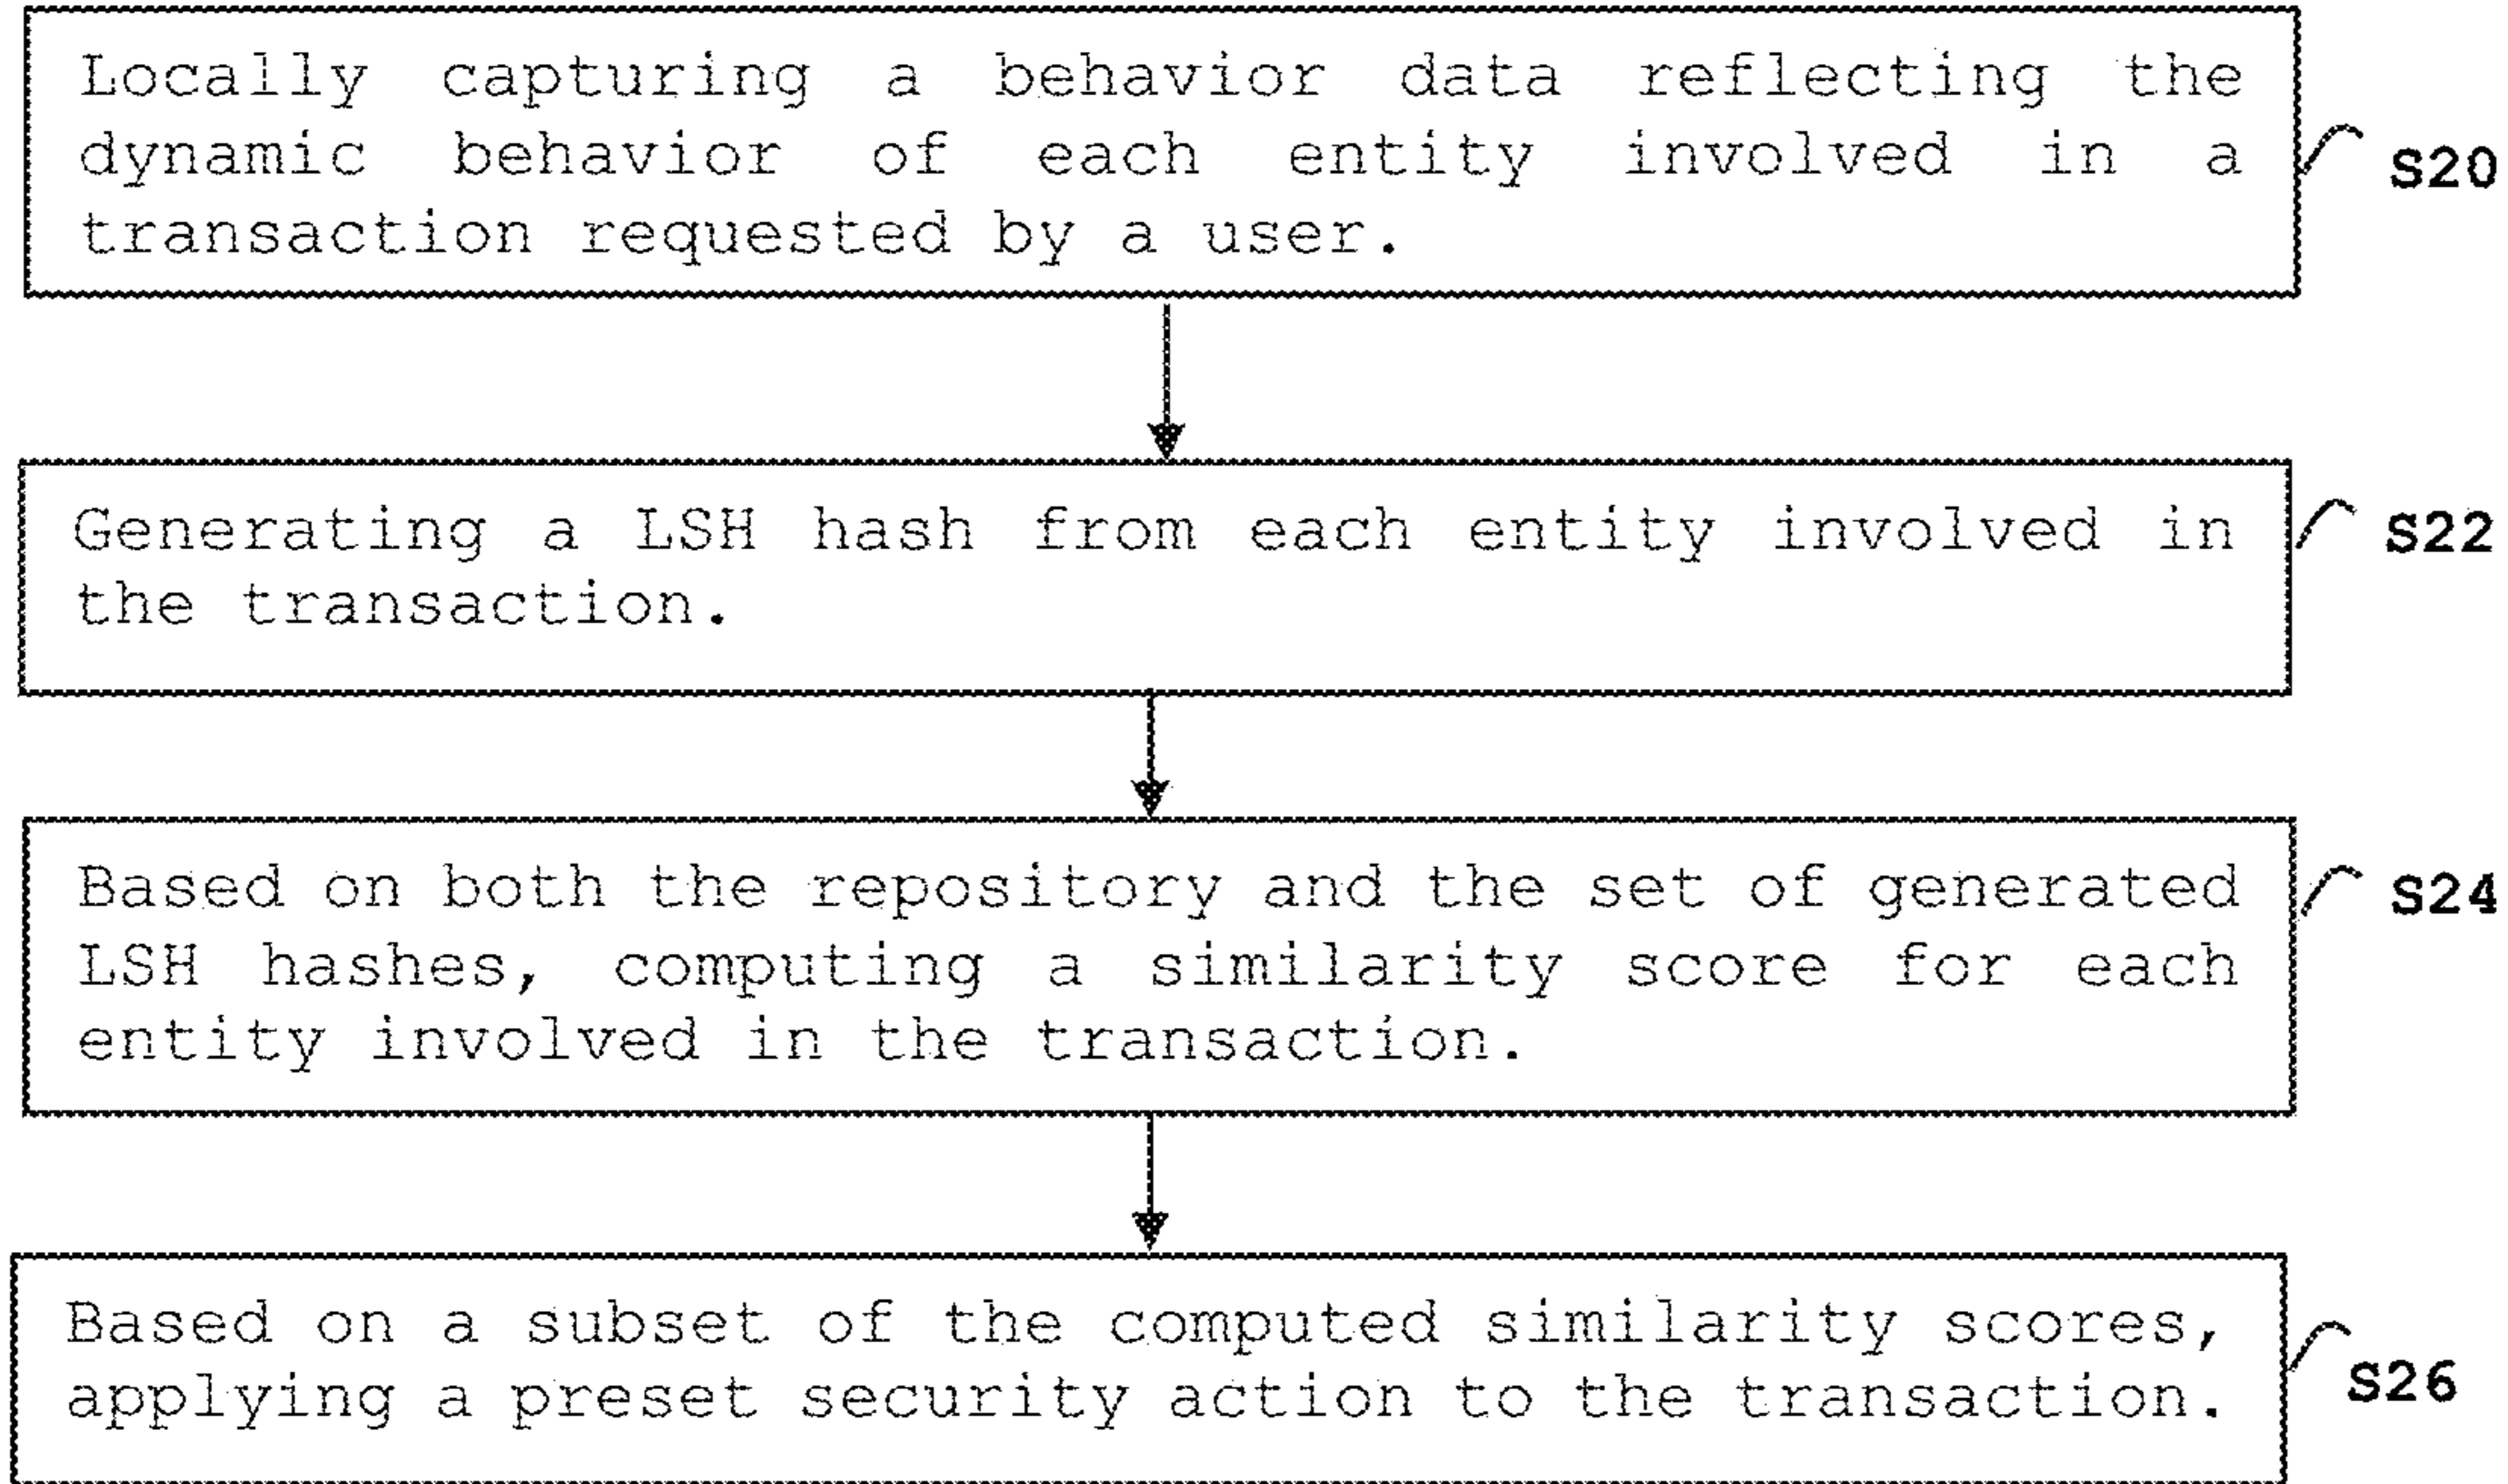 Locally capturing a behavior data reflecting the
dynamic behavior of each entity involved in a
transaction requested by a user.
S20
Generating a LSH hash from each entity involved in
the transaction.
S22
Based on both the repository and the set of generated
LSH hashes, computing a similarity score for each
entity involved in the transaction.
S24
Based on a subset of the computed similarity scores,
applying a preset security action to the transaction.
S26